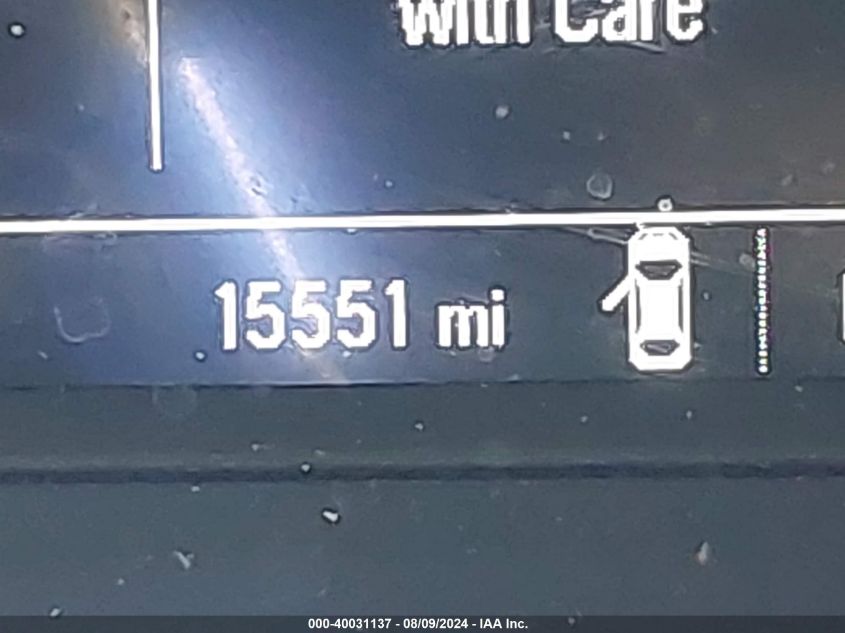 with Care
15551 mi
000-40031137 - 08/09/2024 - IAA Inc.